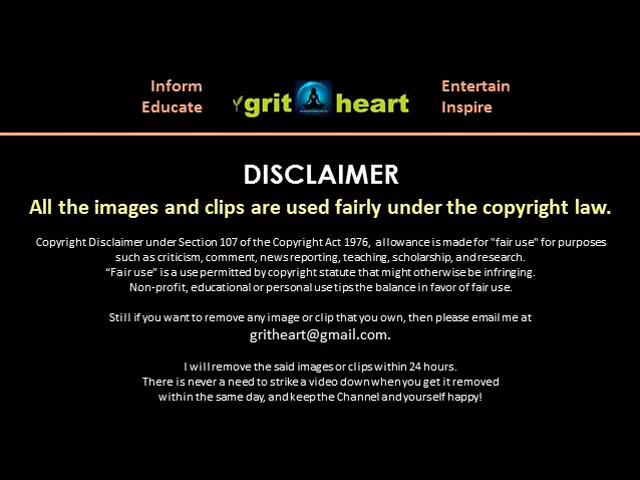 Inform
Educate
grit heart
Entertain
Inspire
DISCLAIMER
All the images and clips are used fairly under the copyright law.
Copyright Disclaimer under Section 107 of the Copyright Act 1976, allowance is made for "fair use" for purposes
such as criticism, comment, news reporting, teaching, scholarship, and research.
“Fair use” is a use permitted by copyright statute that might otherwise be infringing.
Non-profit, educational or personal use tips the balance in favor of fair use.
Still if you want to remove any image or clip that you own, then please email me at
gritheart@gmail.com.
I will remove the said images or clips within 24 hours.
There is never a need to strike a video down when you get it removed
within the same day, and keep the Channel and yourself happy!